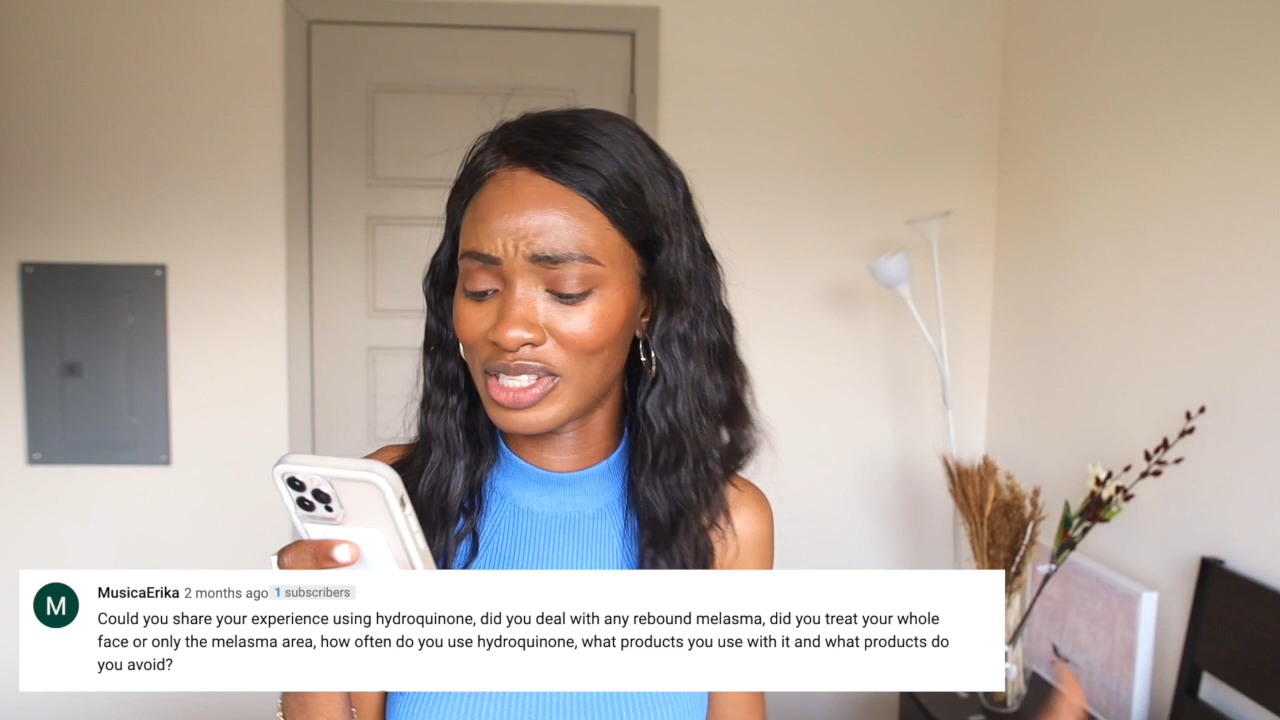 M
MusicaErika 2 months ago 1 subscribers
Could you share your experience using hydroquinone, did you deal with any rebound melasma, did you treat your whole
face or only the melasma area, how often do you use hydroquinone, what products you use with it and what products do
you avoid?